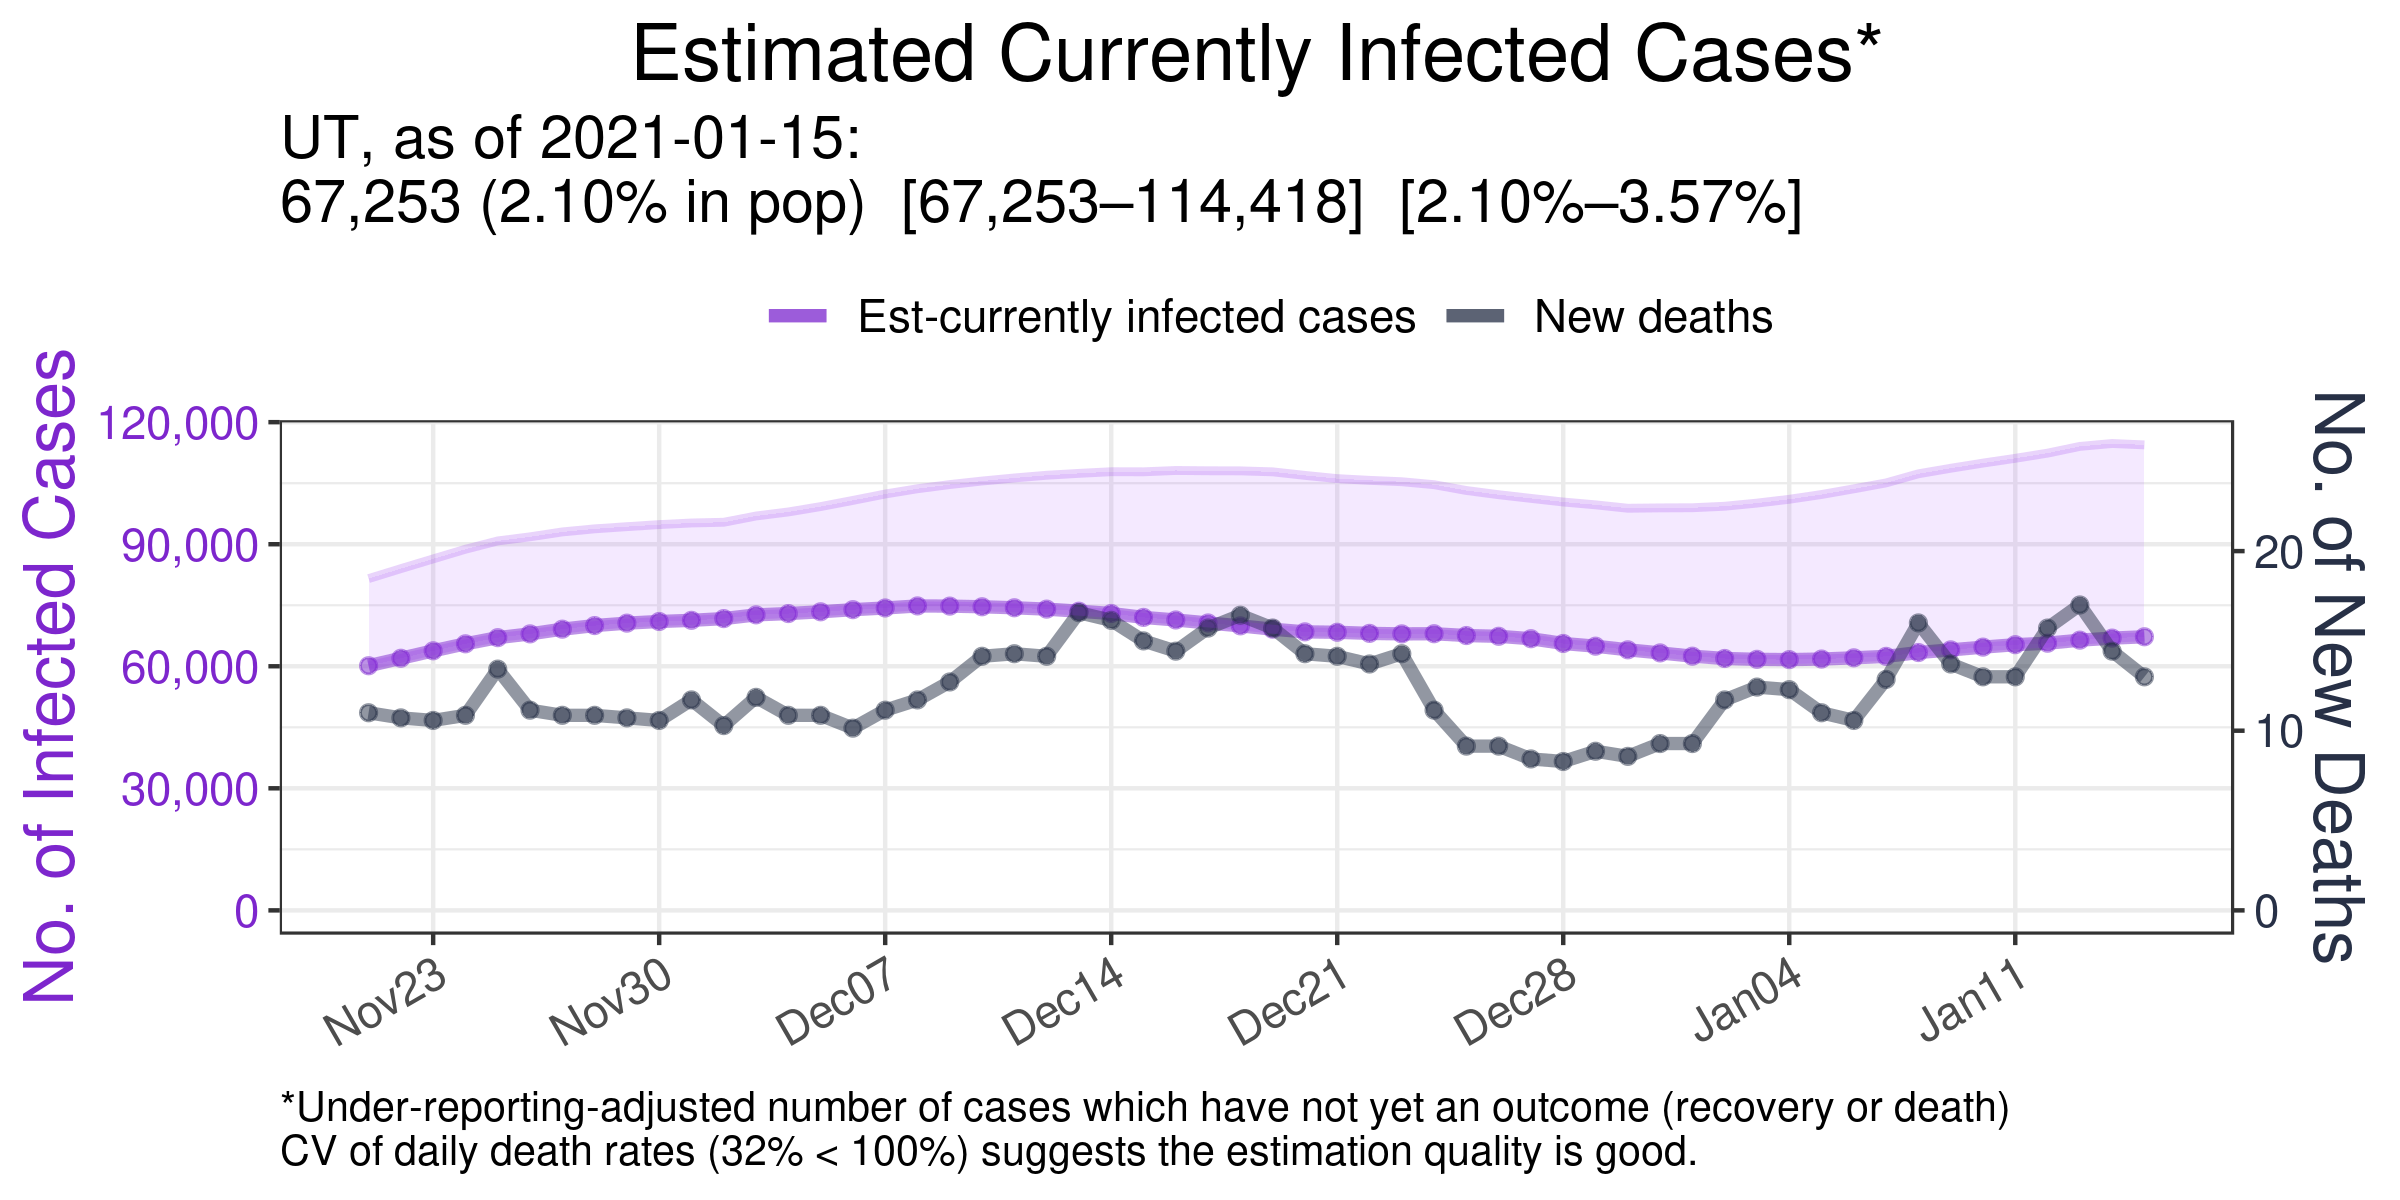 Estimated Currently Infected Cases*
UT, as of 2021-01-15:
67,253 (2.10% in pop)  [67,253–114,418]  [2.10%–3.57%]
Est-currently infected cases
New deaths
No. of Infected Cases
120,000
90,000
60,000
30,000
0
20
10
0
No. of New Deaths
Nov23
Nov30
Dec07
Dec14
Dec21
Dec28
Jan04
Jan11
*Under-reporting-adjusted number of cases which have not yet an outcome (recovery or death)
CV of daily death rates (32% < 100%) suggests the estimation quality is good.